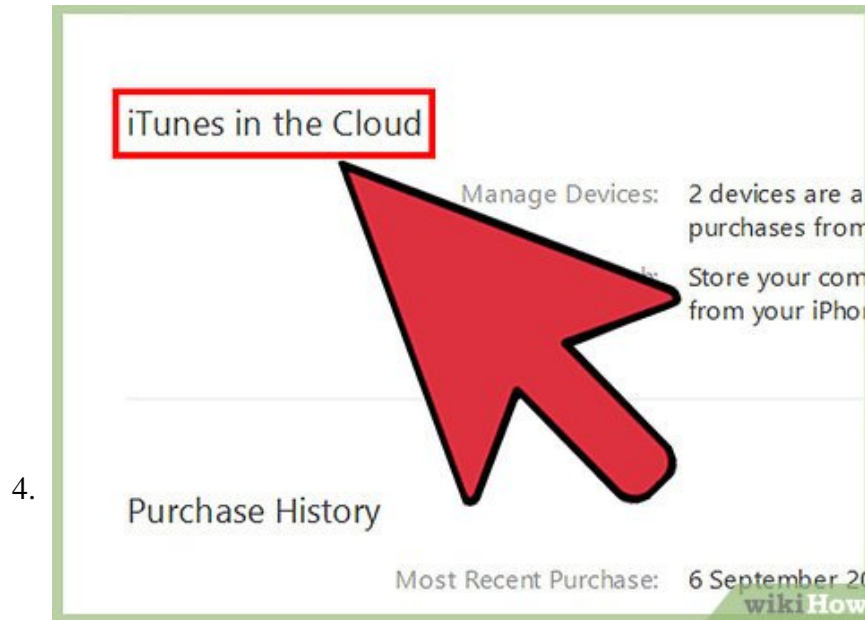 iTunes in the Cloud
Manage Devices: 2 devices are a
purchases from
Store your com
from your iPho
4.
Purchase History
Most Recent Purchase: 6 September 20
wikiHow